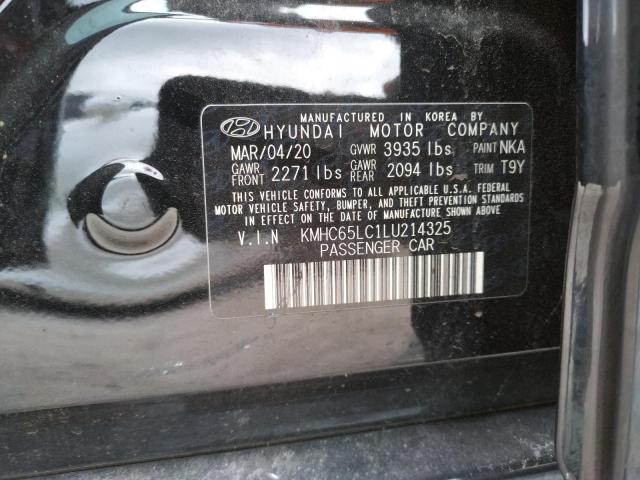 MANUFACTURED IN KOREA BY
HYUNDAI MOTOR COMPANY
MAR/04/20 GVWR 3935 lbs PAINT NKA
GAWR FRONT 2271 lbs GAWR REAR 2094 lbs TRIM T9Y
THIS VEHICLE CONFORMS TO ALL APPLICABLE U.S.A. FEDERAL
MOTOR VEHICLE SAFETY, BUMPER, AND THEFT PREVENTION STANDARDS
IN EFFECT ON THE DATE OF MANUFACTURE SHOWN ABOVE.
V.I.N KMHC65LC1LU214325
PASSENGER CAR